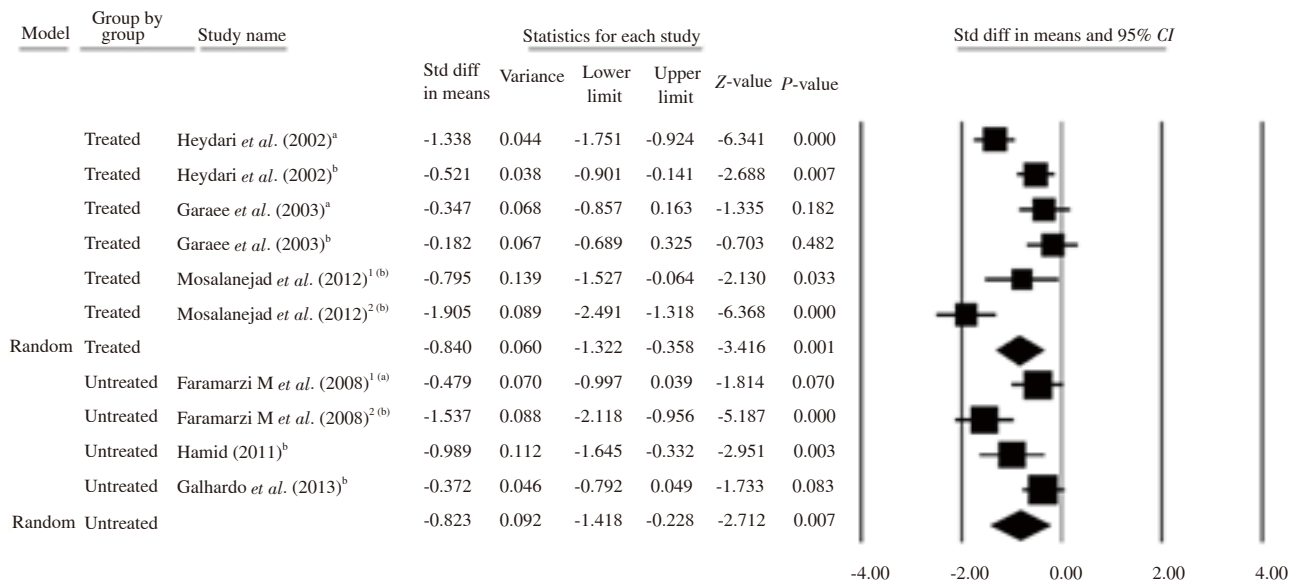 Model Group by group Study name Statistics for each study Std diff in means and 95% CI
Std diff in means Variance Lower limit Upper limit Z-value P-value
Treated Heydari et al. (2002)a -1.338 0.044 -1.751 -0.924 -6.341 0.000
Treated Heydari et al. (2002)b -0.521 0.038 -0.901 -0.141 -2.688 0.007
Treated Garaee et al. (2003)a -0.347 0.068 -0.857 0.163 -1.335 0.182
Treated Garaee et al. (2003)b -0.182 0.067 -0.689 0.325 -0.703 0.482
Treated Mosalanejad et al. (2012)1 (b) -0.795 0.139 -1.527 -0.064 -2.130 0.033
Treated Mosalanejad et al. (2012)2 (b) -1.905 0.089 -2.491 -1.318 -6.368 0.000
Random Treated -0.840 0.060 -1.322 -0.358 -3.416 0.001
Untreated Faramarzi M et al. (2008)1 (a) -0.479 0.070 -0.997 0.039 -1.814 0.070
Untreated Faramarzi M et al. (2008)2 (b) -1.537 0.088 -2.118 -0.956 -5.187 0.000
Untreated Hamid (2011)b -0.989 0.112 -1.645 -0.332 -2.951 0.003
Untreated Galhardo et al. (2013)b -0.372 0.046 -0.792 0.049 -1.733 0.083
Random Untreated -0.823 0.092 -1.418 -0.228 -2.712 0.007
-4.00 -2.00 0.00 2.00 4.00